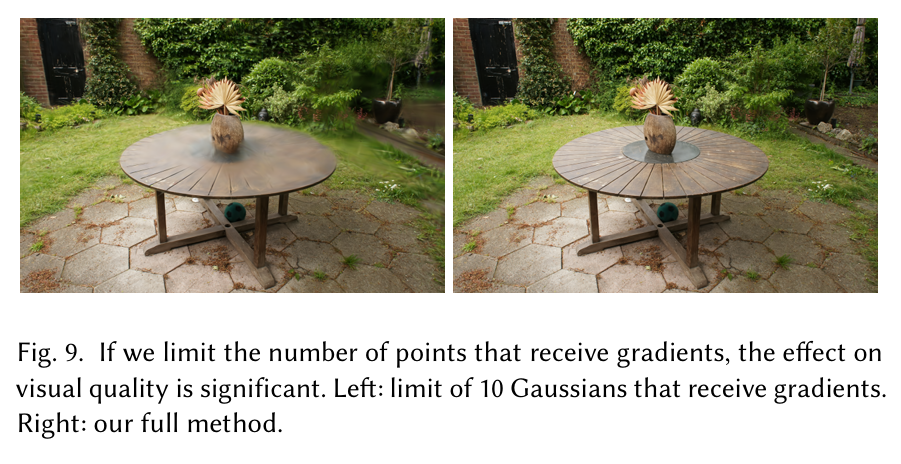 Fig. 9. If we limit the number of points that receive gradients, the effect on
visual quality is significant. Left: limit of 10 Gaussians that receive gradients.
Right: our full method.